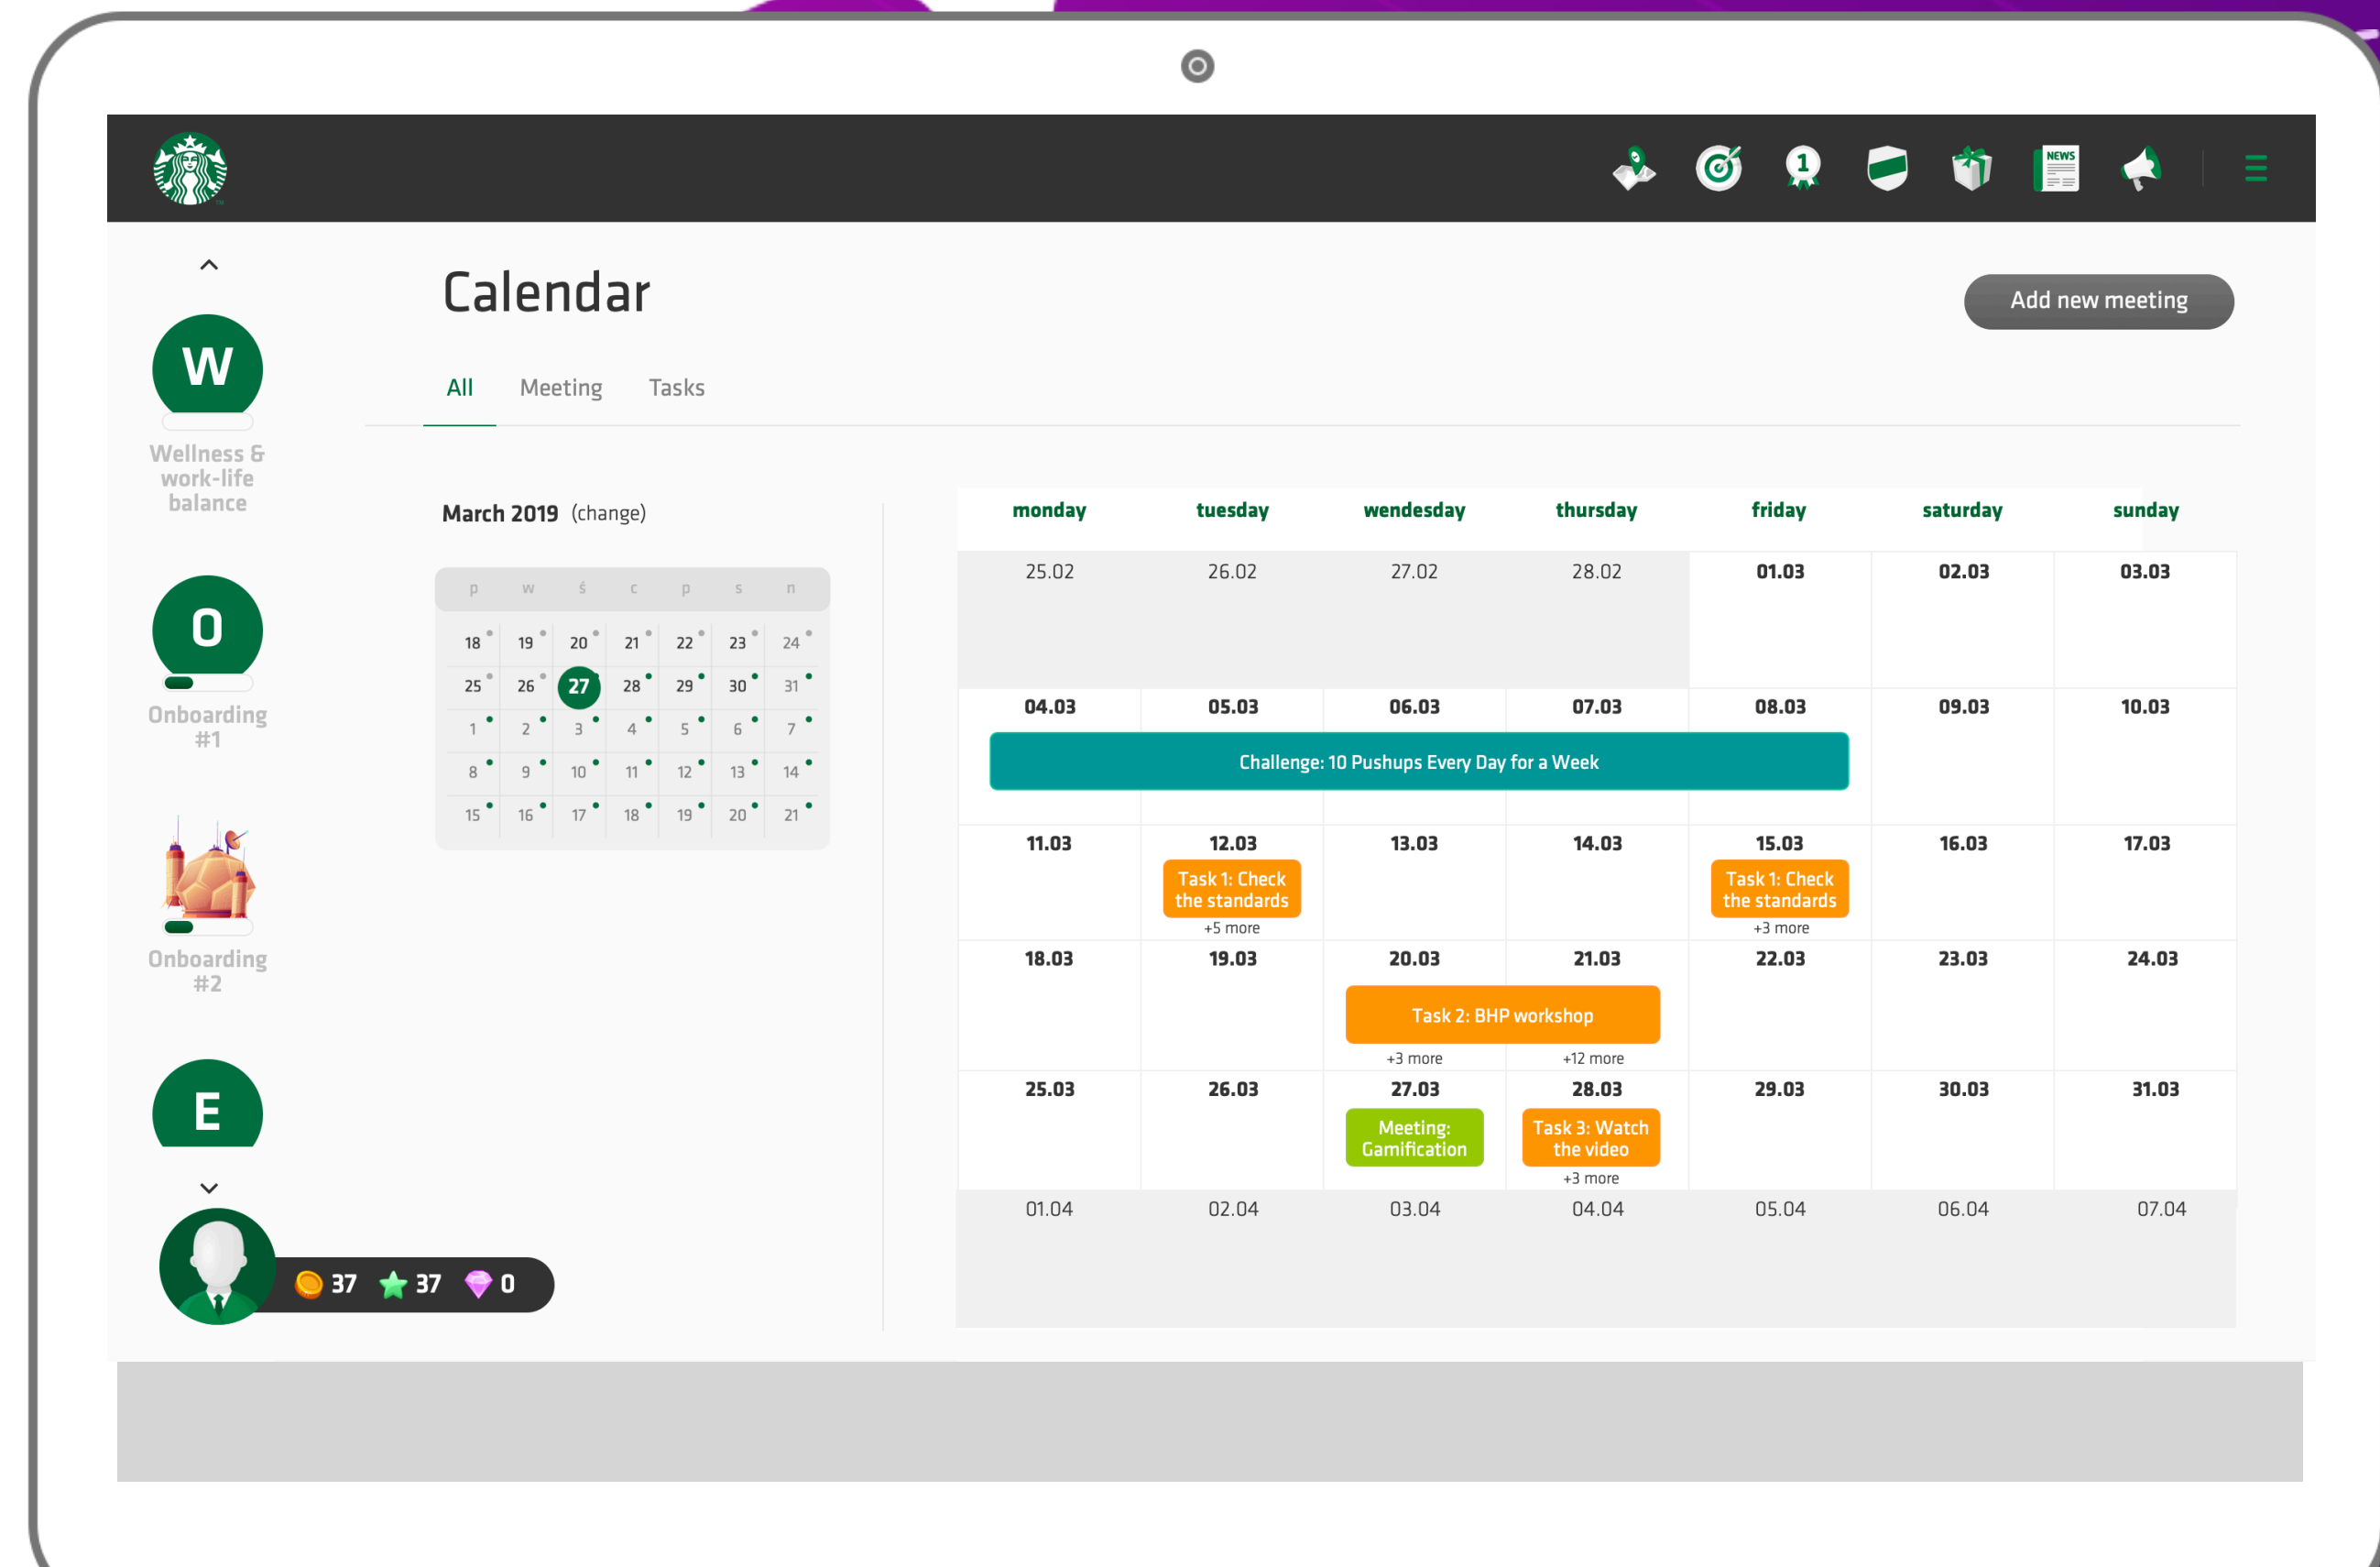 NEWS
1
Calendar
Add new meeting
All Meeting Tasks
W
Wellness &
work-life
balance
O
Onboarding
#1
Onboarding
#2
E
37 37 0
March 2019 (change)
p w ś c p s n
18 19 20 21 22 23 24
25 26 27 28 29 30 31
1 2 3 4 5 6 7
8 9 10 11 12 13 14
15 16 17 18 19 20 21
monday tuesday wendesday thursday friday saturday sunday
25.02 26.02 27.02 28.02 01.03 02.03 03.03
04.03 05.03 06.03 07.03 08.03 09.03 10.03
Challenge: 10 Pushups Every Day for a Week
11.03 12.03 13.03 14.03 15.03 16.03 17.03
Task 1: Check
the standards
+5 more
Task 1: Check
the standards
+3 more
18.03 19.03 20.03 21.03 22.03 23.03 24.03
Task 2: BHP workshop
+3 more +12 more
25.03 26.03 27.03 28.03 29.03 30.03 31.03
Meeting:
Gamification
Task 3: Watch
the video
+3 more
01.04 02.04 03.04 04.04 05.04 06.04 07.04